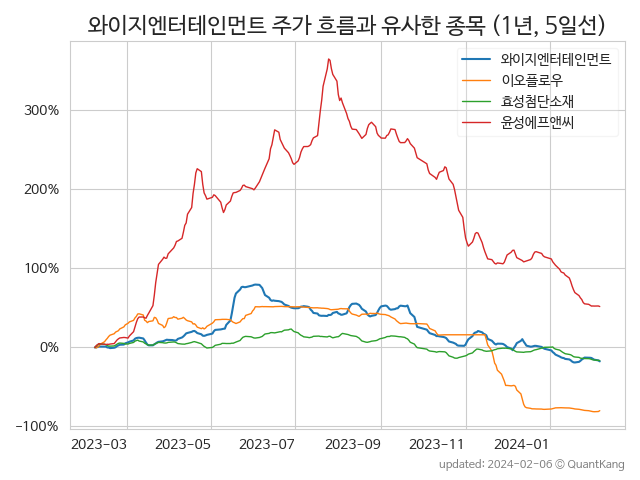 와이지엔터테인먼트 주가 흐름과 유사한 종목 (1년, 5일선)
와이지엔터테인먼트
이오플로우
효성첨단소재
윤성에프앤씨
300%
200%
100%
0%
−100%
2023-03 2023-05 2023-07 2023-09 2023-11 2024-01
updated: 2024-02-06 © QuantKang